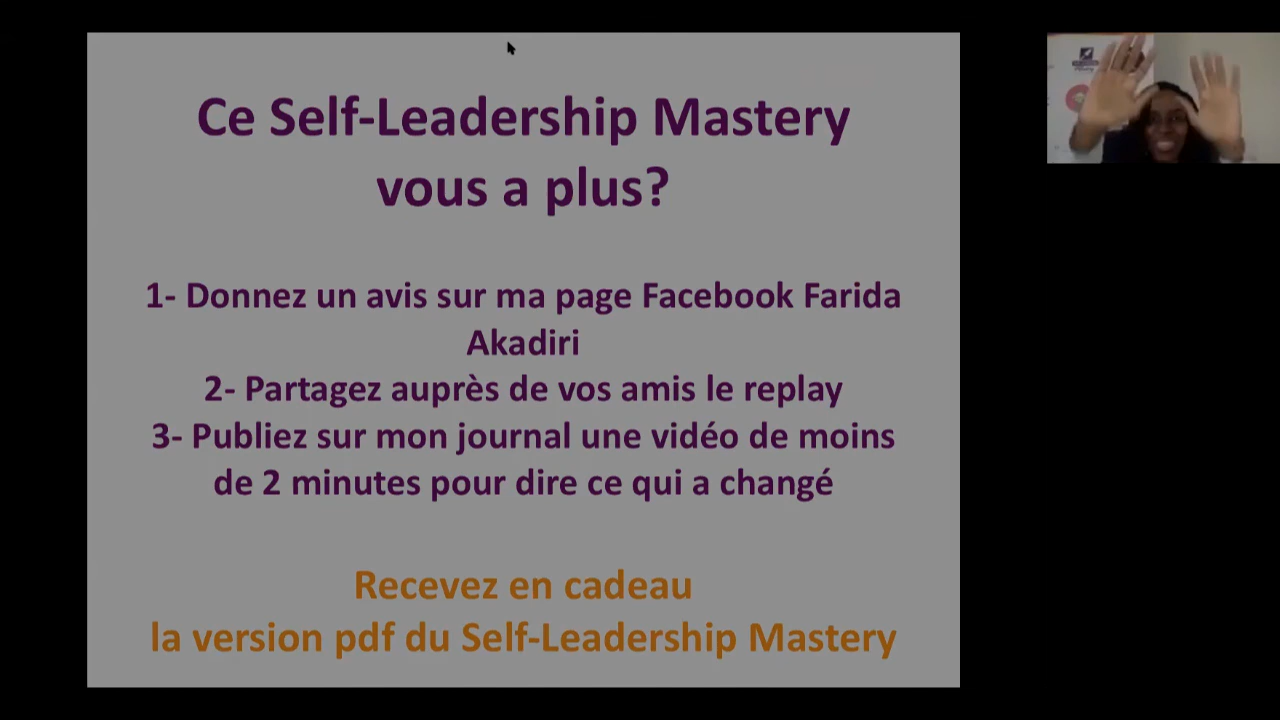 Ce Self-Leadership Mastery
vous a plus?
1- Donnez un avis sur ma page Facebook Farida
Akadiri
2- Partagez auprès de vos amis le replay
3- Publiez sur mon journal une vidéo de moins
de 2 minutes pour dire ce qui a changé
Recevez en cadeau
la version pdf du Self-Leadership Mastery